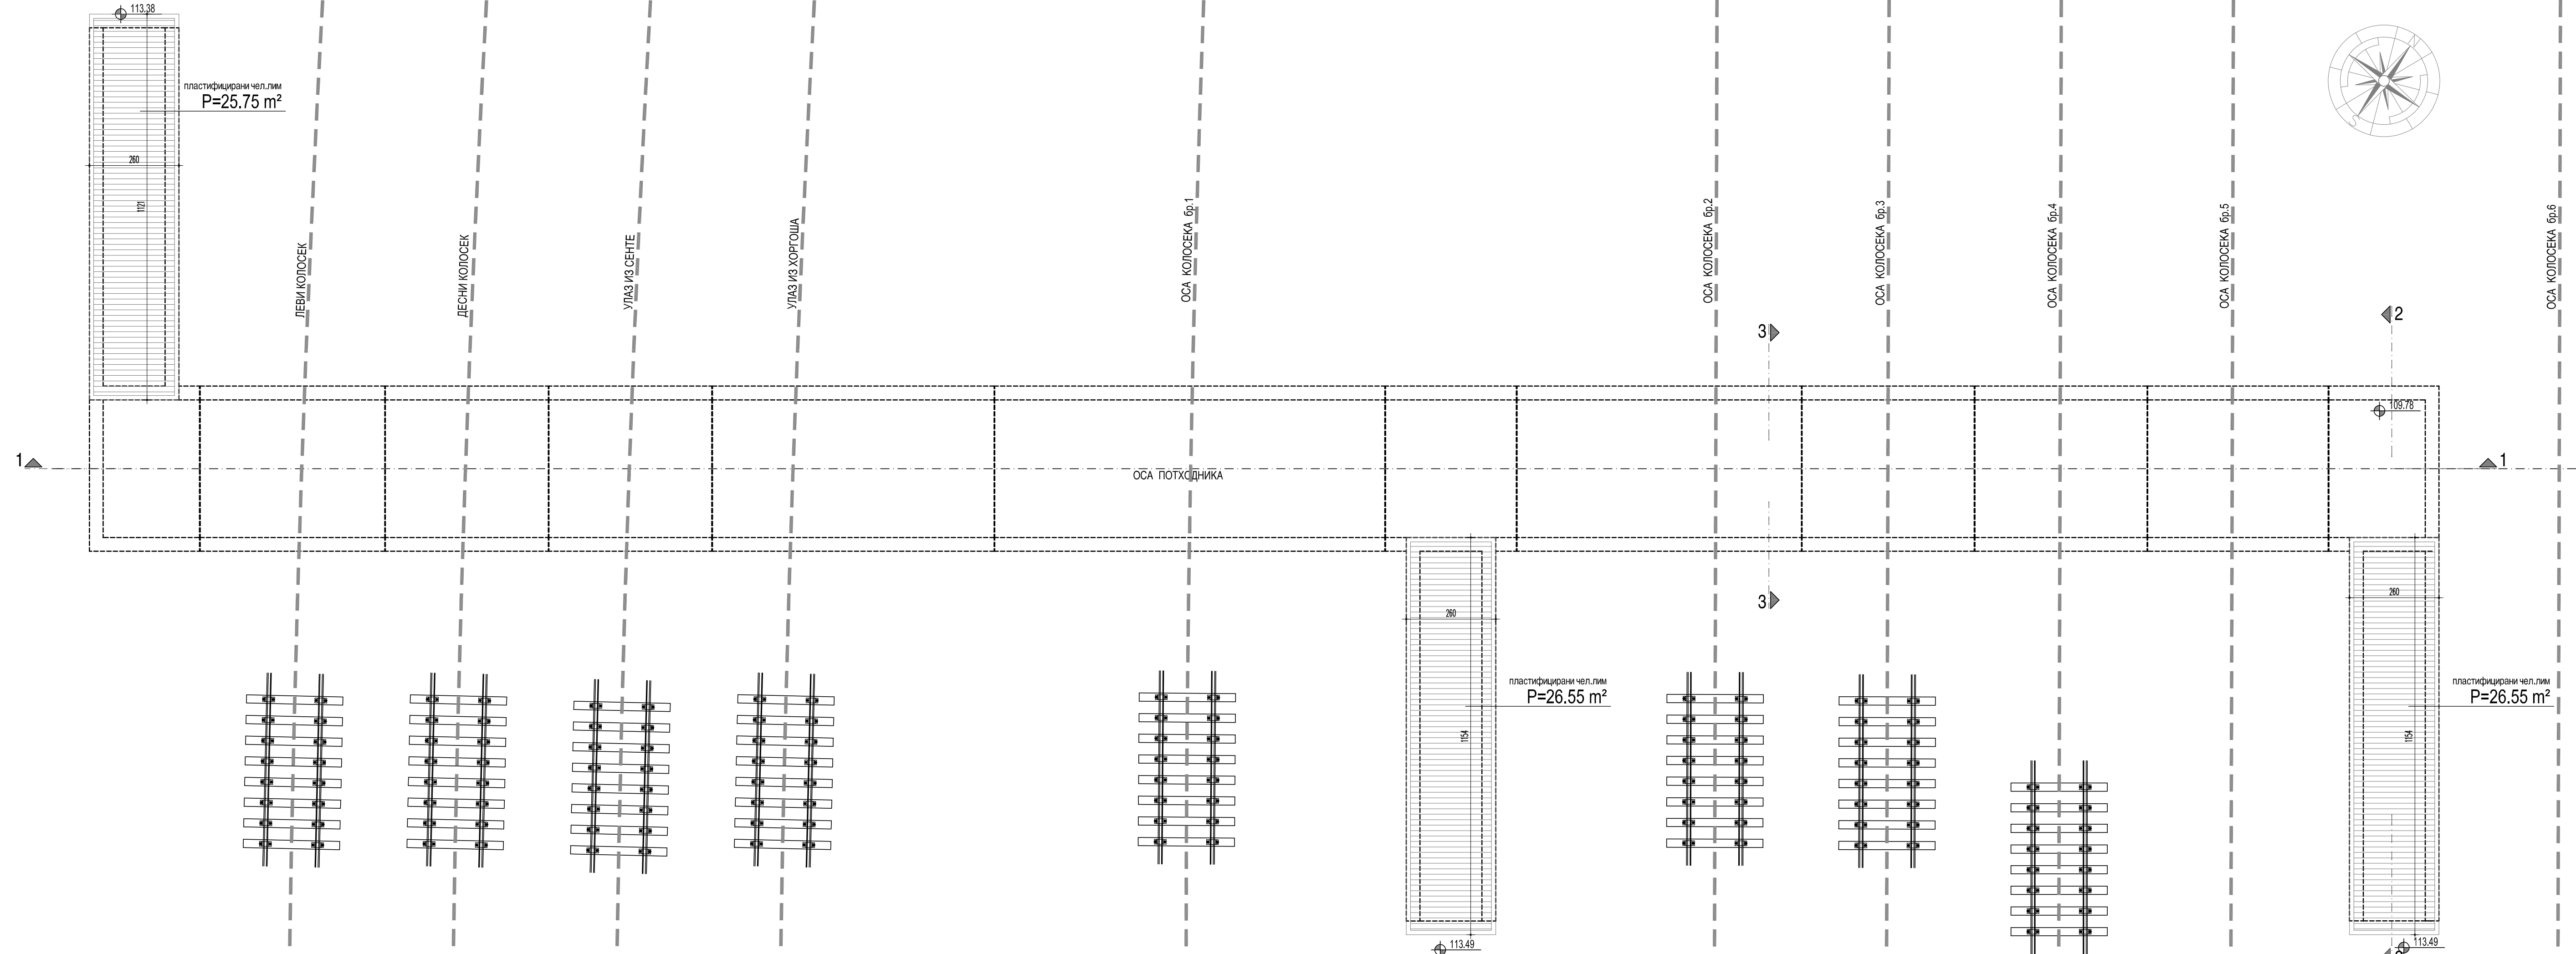 113.38
N
S
пластифицирани чел.лим
P=25.75 m²
260
1121
ЛЕВИ КОЛОСЕК
ДЕСНИ КОЛОСЕК
УЛАЗ ИЗ СЕНТЕ
УЛАЗ ИЗ ХОРГОША
ОСА КОЛОСЕКА бр.1
ОСА КОЛОСЕКА бр.2
ОСА КОЛОСЕКА бр.3
ОСА КОЛОСЕКА бр.4
ОСА КОЛОСЕКА бр.5
ОСА КОЛОСЕКА бр.6
3
2
109.78
1
1
ОСА ПОТХОДНИКА
3
260
260
пластифицирани чел.лим
P=26.55 m²
пластифицирани чел.лим
P=26.55 m²
1154
1154
113.49
113.49
2